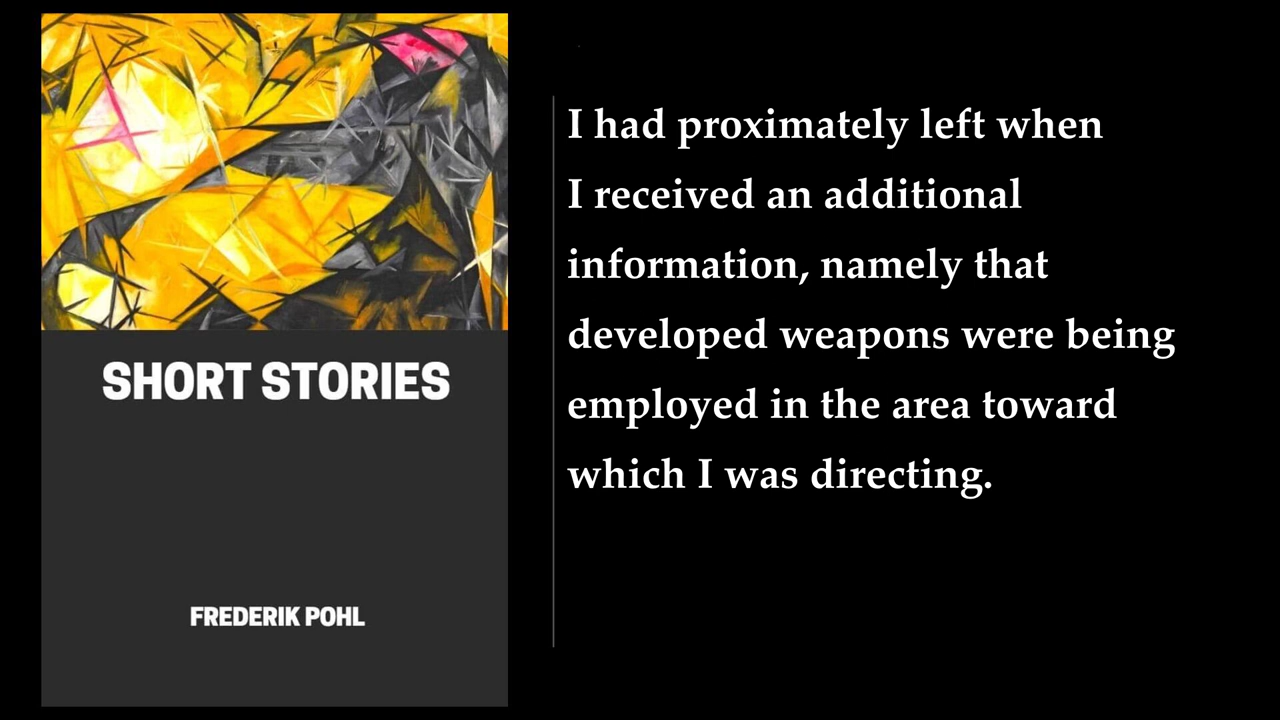 SHORT STORIES
FREDERIK POHL
I had proximately left when
I received an additional
information, namely that
developed weapons were being
employed in the area toward
which I was directing.